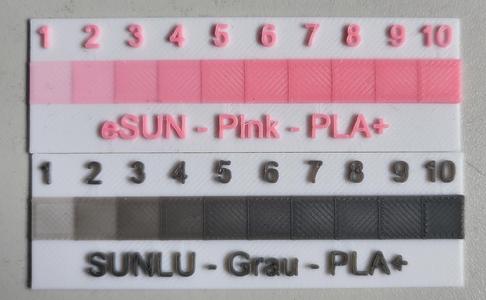 1 2 3 4 5 6 7 8 9 10
eSUN - Pink - PLA+
1 2 3 4 5 6 7 8 9 10
SUNLU - Grau - PLA+